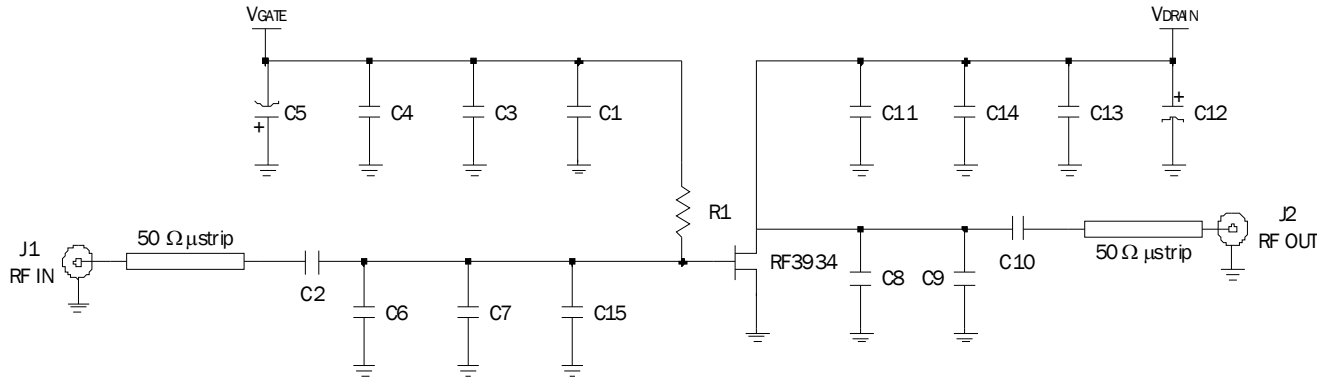 VGATE
VDRAIN
+
C5
C4
C3
C1
C11
C14
C13
+
C12
R1
J1
RF IN
50 Ω µstrip
C2
C6
C7
C15
RF3934
C8
C9
C10
50 Ω µstrip
J2
RF OUT